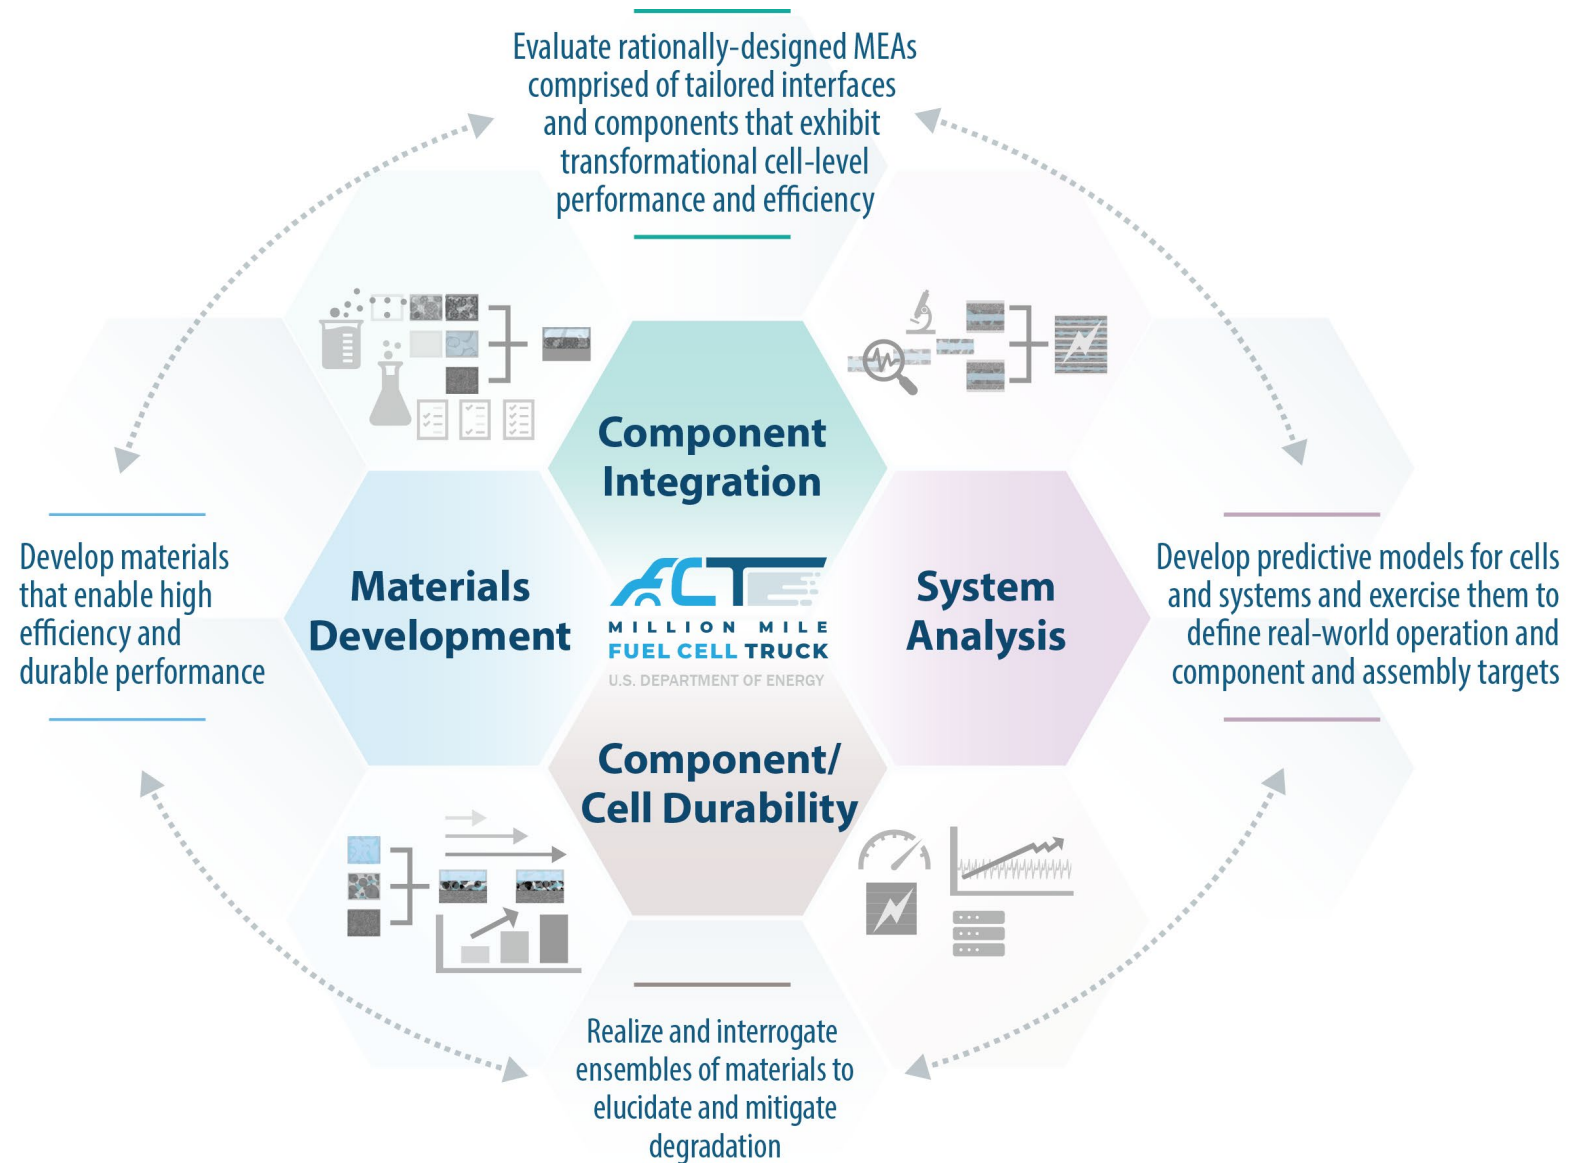 Evaluate rationally-designed MEAs
comprised of tailored interfaces
and components that exhibit
transformational cell-level
performance and efficiency
Component
Integration
Develop materials
that enable high
efficiency and
durable performance
Materials
Development
CT
MILLION MILE
FUEL CELL TRUCK
U.S. DEPARTMENT OF ENERGY
System
Analysis
Develop predictive models for cells
and systems and exercise them to
define real-world operation and
component and assembly targets
Component/
Cell Durability
Realize and interrogate
ensembles of materials to
elucidate and mitigate
degradation